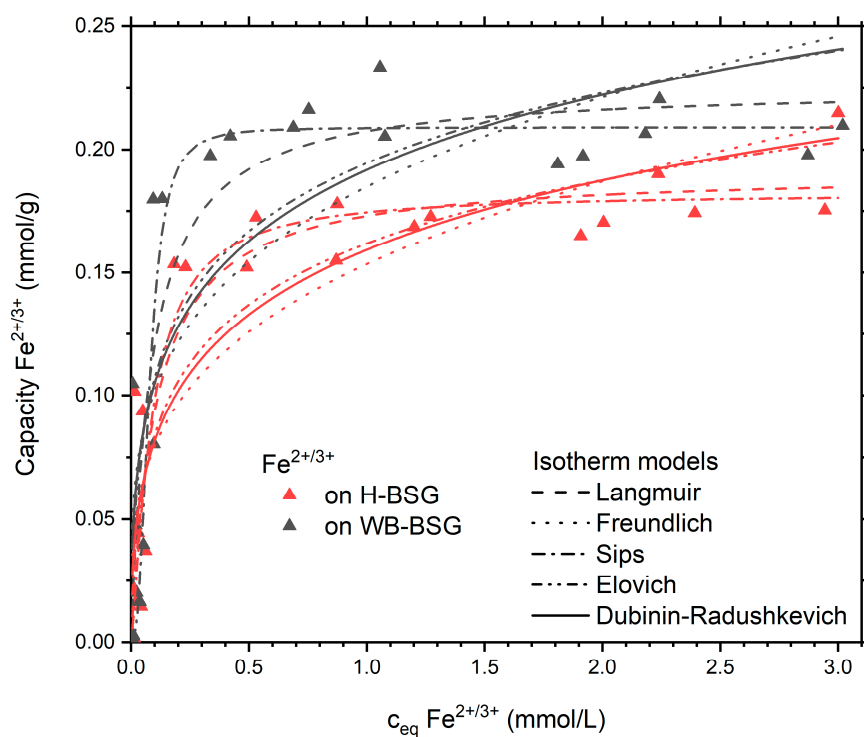 0.25
0.20
0.15
0.10
0.05
0.00
Capacity Fe2+/3+ (mmol/g)
Fe2+/3+
on H-BSG
on WB-BSG
Isotherm models
Langmuir
Freundlich
Sips
Elovich
Dubinin-Radushkevich
0.0 0.5 1.0 1.5 2.0 2.5 3.0
ceq Fe2+/3+ (mmol/L)